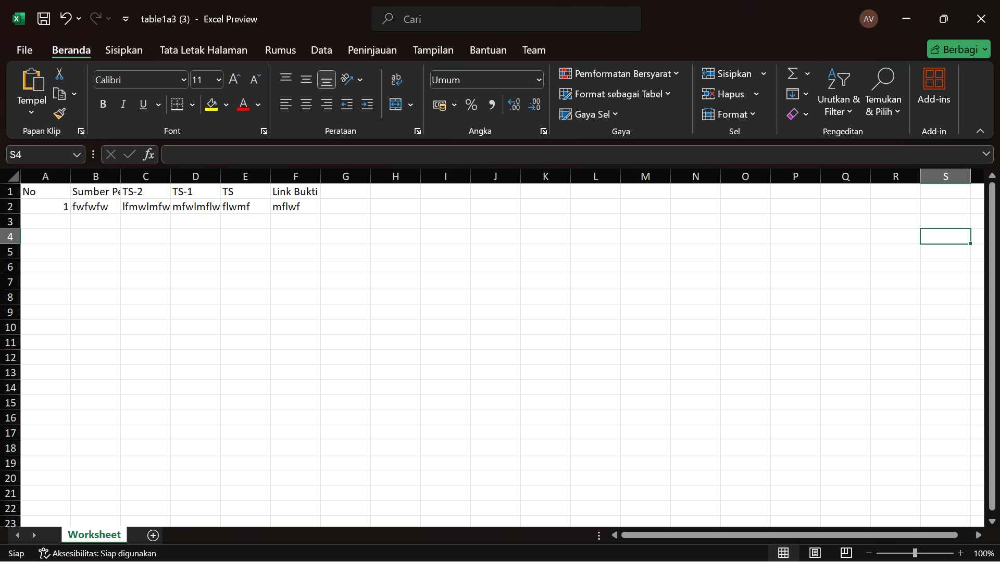 table1a3 (3) - Excel Preview
Cari
AV
File Beranda Sisipkan Tata Letak Halaman Rumus Data Peninjauan Tampilan Bantuan Team
Berbagi
Tempel
Papan Klip
Calibri 11
B I U
Font
Perataan
Umum
Angka
Pemformatan Bersyarat
Format sebagai Tabel
Gaya Sel
Gaya
Sisipkan
Hapus
Format
Sel
Urutkan & Filter
Temukan & Pilih
Pengeditan
Add-ins
Add-in
S4
fx
A B C D E F G H I J K L M N O P Q R S
1 No Sumber Pe TS-2 TS-1 TS Link Bukti
2 1 fwfwfw lfmwlmfw mfwlmflw flwmf mflwf
3
4
5
6
7
8
9
10
11
12
13
14
15
16
17
18
19
20
21
22
23
Worksheet
Siap Aksesibilitas: Siap digunakan
100%